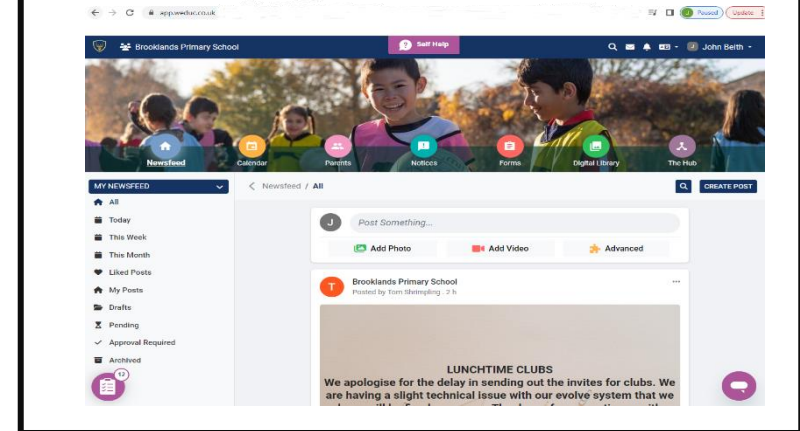 app.weduc.co.uk
Paused
Update
Brooklands Primary School
Self Help
John Beith
Newsfeed
Calendar
Parents
Notices
Forms
Digital Library
The Hub
MY NEWSFEED
Newsfeed / All
CREATE POST
All
Today
This Week
This Month
Liked Posts
My Posts
Drafts
Pending
Approval Required
Archived
12
J
Post Something...
Add Photo
Add Video
Advanced
T
Brooklands Primary School
Posted by Tom Shrimpling . 2 h
LUNCHTIME CLUBS
We apologise for the delay in sending out the invites for clubs. We
are having a slight technical issue with our evolve system that we